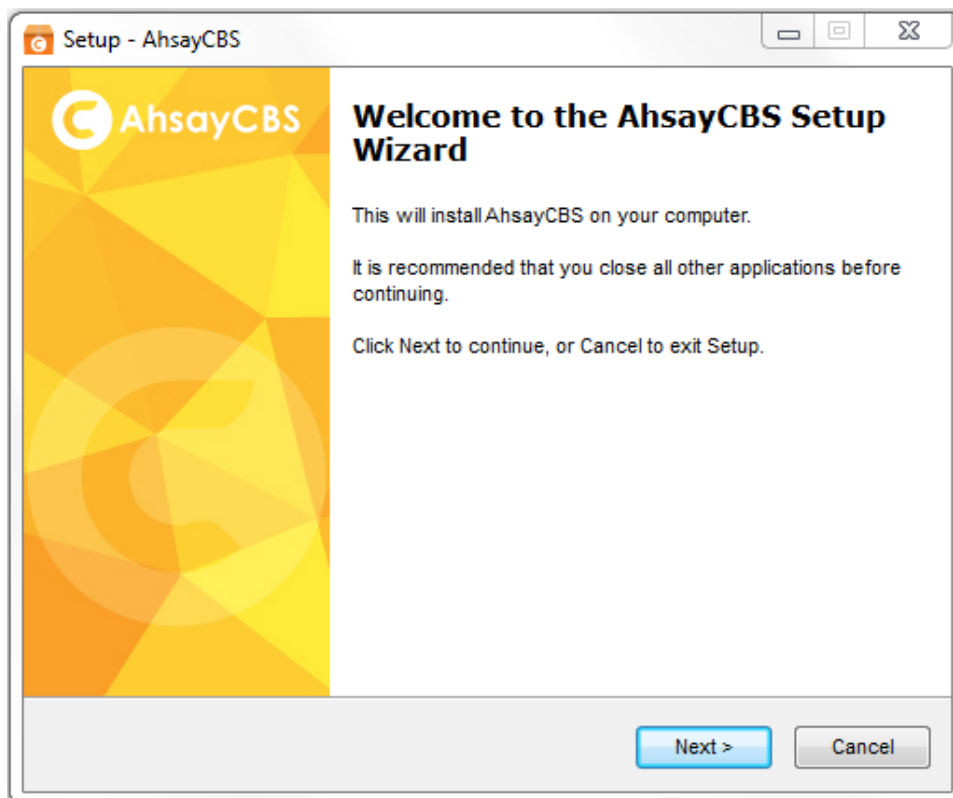 Setup - AhsayCBS
AhsayCBS
Welcome to the AhsayCBS Setup
Wizard
This will install AhsayCBS on your computer.
It is recommended that you close all other applications before
continuing.
Click Next to continue, or Cancel to exit Setup.
Next >
Cancel